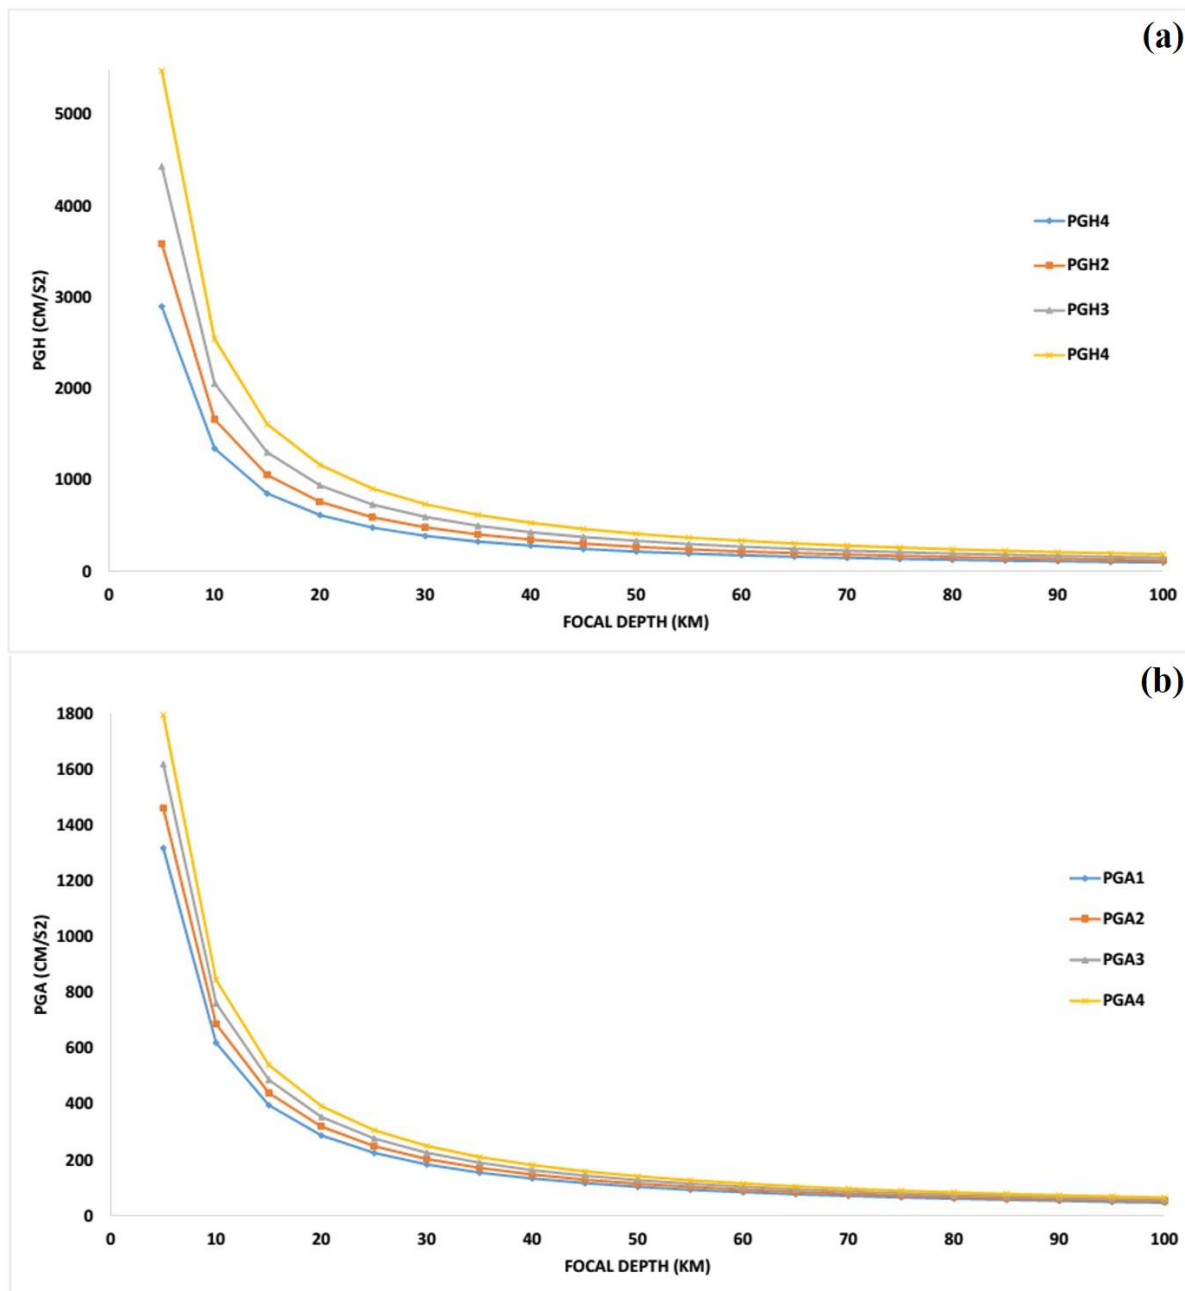 (a)
5000
4000
3000
2000
1000
0
PGH (CM/S2)
0 10 20 30 40 50 60 70 80 90 100
FOCAL DEPTH (KM)
PGH4
PGH2
PGH3
PGH4
(b)
1800
1600
1400
1200
1000
800
600
400
200
0
PGA (CM/S2)
0 10 20 30 40 50 60 70 80 90 100
FOCAL DEPTH (KM)
PGA1
PGA2
PGA3
PGA4